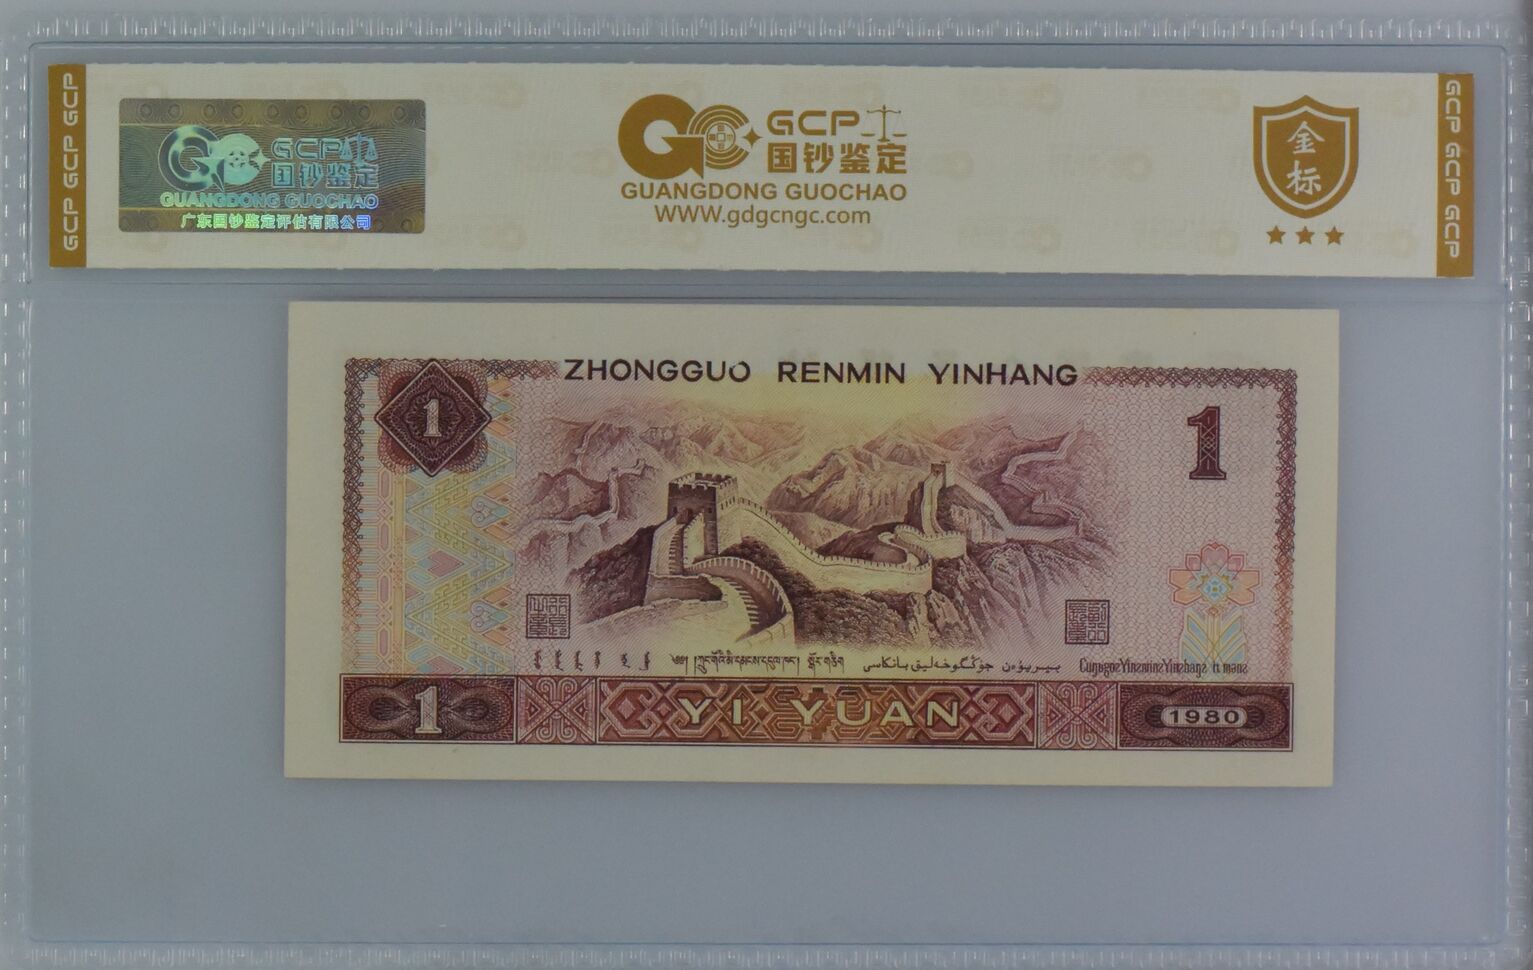 GCP GCP GCP
GCP
国钞鉴定
GUANGDONG GUOCHAO
广东国钞鉴定评估有限公司
GCP
国钞鉴定
GUANGDONG GUOCHAO
WWW.gdgcngc.com
金标
GCP GCP GCP
ZHONGGUO RENMIN YINHANG
1
1
1
YI YUAN
1980